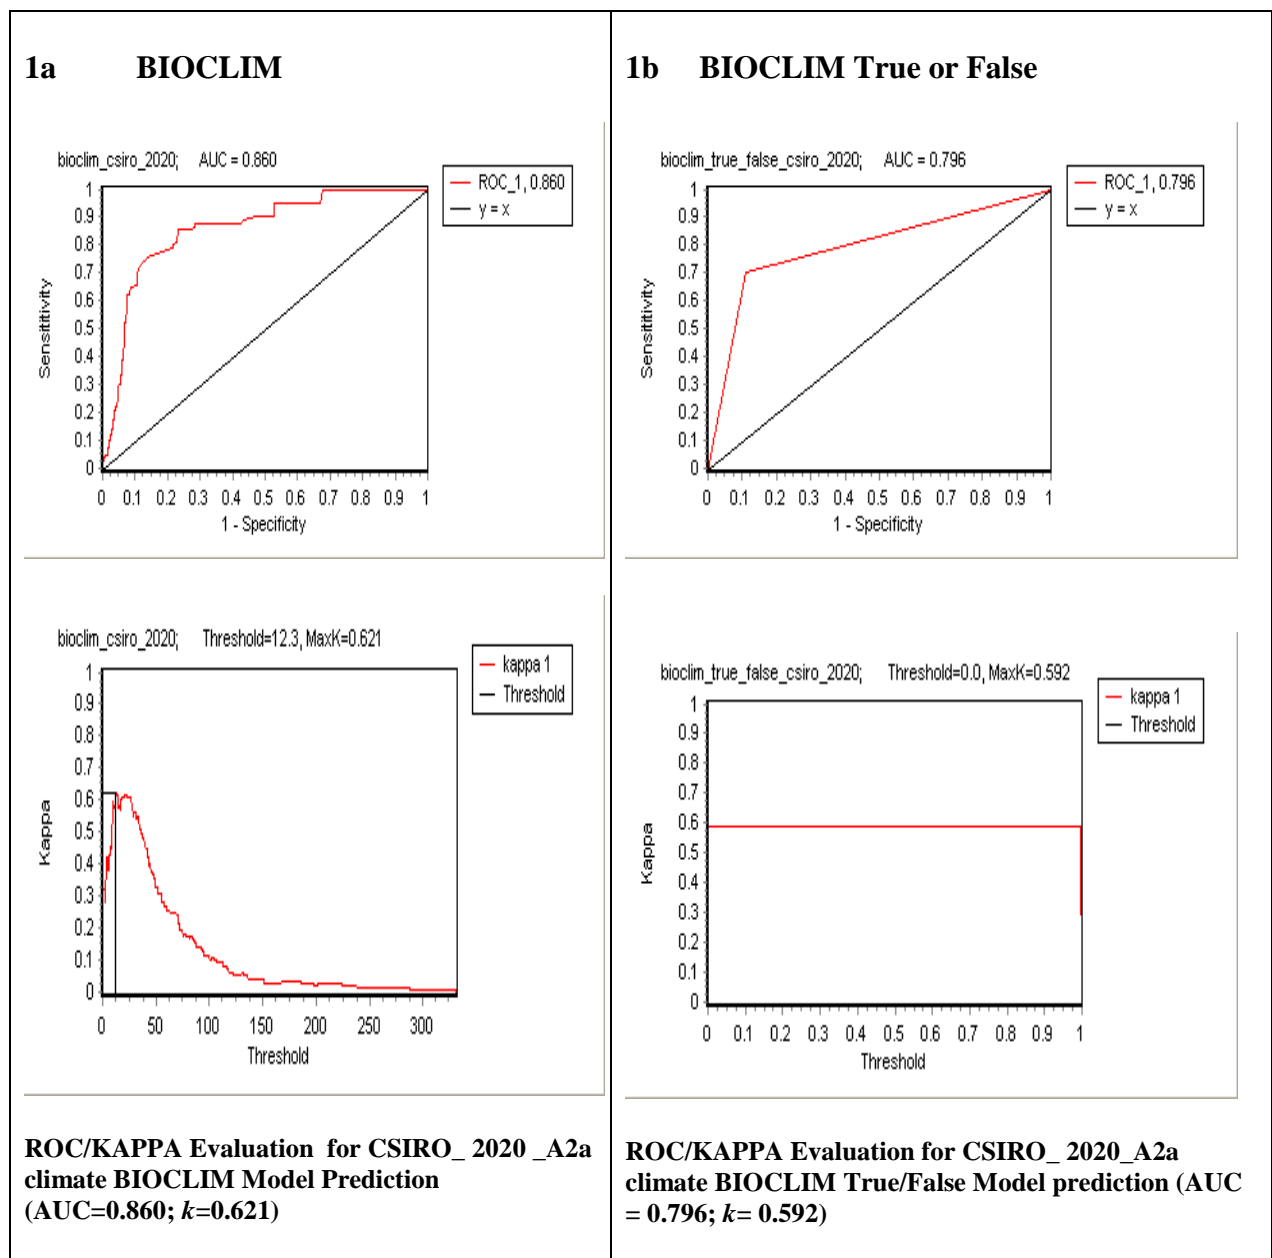 1a BIOCLIM
bioclim_csiro_2020; AUC = 0.860
ROC_1, 0.860
y = x
1
0.9
0.8
0.7
0.6
0.5
0.4
0.3
0.2
0.1
0
Sensititivity
0 0.1 0.2 0.3 0.4 0.5 0.6 0.7 0.8 0.9 1
1 - Specificity
bioclim_csiro_2020; Threshold=12.3, MaxK=0.621
kappa 1
Threshold
1
0.9
0.8
0.7
0.6
0.5
0.4
0.3
0.2
0.1
0
Kappa
0 50 100 150 200 250 300
Threshold
ROC/KAPPA Evaluation for CSIRO_ 2020 _A2a
climate BIOCLIM Model Prediction
(AUC=0.860; k=0.621)
1b BIOCLIM True or False
bioclim_true_false_csiro_2020; AUC = 0.796
ROC_1, 0.796
y = x
1
0.9
0.8
0.7
0.6
0.5
0.4
0.3
0.2
0.1
0
Sensititivity
0 0.1 0.2 0.3 0.4 0.5 0.6 0.7 0.8 0.9 1
1 - Specificity
bioclim_true_false_csiro_2020; Threshold=0.0, MaxK=0.592
kappa 1
Threshold
1
0.9
0.8
0.7
0.6
0.5
0.4
0.3
0.2
0.1
0
Kappa
0 0.1 0.2 0.3 0.4 0.5 0.6 0.7 0.8 0.9 1
Threshold
ROC/KAPPA Evaluation for CSIRO_ 2020_A2a
climate BIOCLIM True/False Model prediction (AUC
= 0.796; k= 0.592)